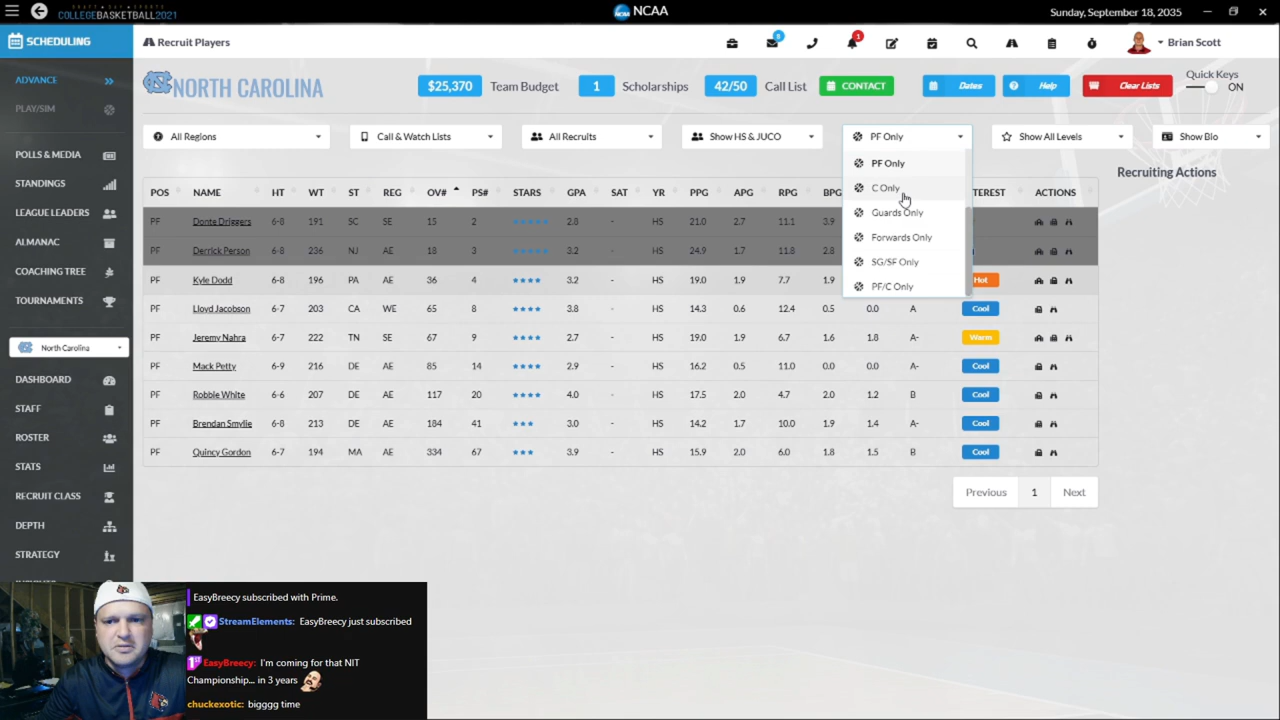 DRAFT DAY SPORTS
COLLEGEBASKETBALL2021
NCAA
Sunday, September 18, 2035
SCHEDULING
Recruit Players
8
1
Brian Scott
ADVANCE
PLAY/SIM
POLLS & MEDIA
STANDINGS
LEAGUE LEADERS
ALMANAC
COACHING TREE
TOURNAMENTS
North Carolina
DASHBOARD
STAFF
ROSTER
STATS
RECRUIT CLASS
DEPTH
STRATEGY
NORTH CAROLINA
$25,370 Team Budget 1 Scholarships 42/50 Call List CONTACT Dates Help Clear Lists
Quick Keys
ON
All Regions Call & Watch Lists All Recruits Show HS & JUCO PF Only Show All Levels Show Bio
PF Only
C Only
Guards Only
Forwards Only
SG/SF Only
PF/C Only
Recruiting Actions
POS NAME HT WT ST REG OV# PS# STARS GPA SAT YR PPG APG RPG BPG ITEREST ACTIONS
PF Donte Driggers 6-8 191 SC SE 15 2 ★★★★★ 2.8 - HS 21.0 2.7 11.1 3.9
PF Derrick Person 6-8 236 NJ AE 18 3 ★★★★★ 3.2 - HS 24.9 1.7 11.8 2.8
PF Kyle Dodd 6-8 196 PA AE 36 4 ★★★★ 3.2 - HS 19.0 1.9 7.7 1.9 Hot
PF Lloyd Jacobson 6-7 203 CA WE 65 8 ★★★★ 3.2 - HS 14.3 0.6 12.4 0.5 0.0 A Cool
PF Jeremy Nahra 6-7 222 TN SE 67 9 ★★★★ 2.7 - HS 19.0 1.9 6.7 1.6 1.8 A- Warm
PF Mack Petty 6-9 216 DE AE 85 14 ★★★★ 2.9 - HS 16.2 0.5 11.0 0.0 0.0 A- Cool
PF Robbie White 6-6 207 DE AE 117 20 ★★★★ 4.0 - HS 17.5 2.0 4.7 2.0 1.2 B Cool
PF Brendan Smylie 6-8 213 DE AE 184 41 ★★★ 3.0 - HS 14.2 1.7 10.0 1.9 1.4 A- Cool
PF Quincy Gordon 6-7 194 MA AE 334 67 ★★★ 3.9 - HS 15.9 2.0 6.0 1.8 1.5 B Cool
Previous 1 Next
EasyBreecy subscribed with Prime.
StreamElements: EasyBreecy just subscribed
EasyBreecy: I'm coming for that NIT
Championship... in 3 years
chuckexotic: bigggg time